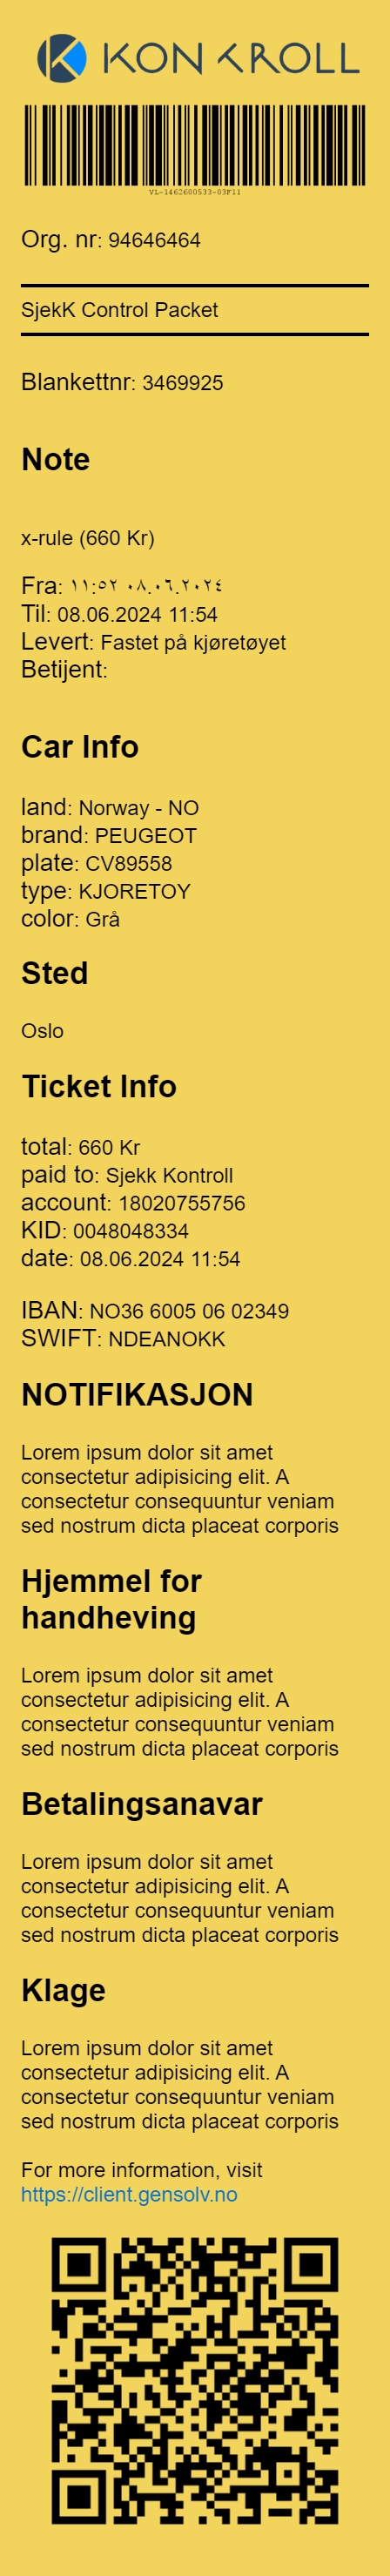 KONTROLL
VL-1462600533-03F11
Org. nr: 94646464
SjekK Control Packet
Blankettnr: 3469925
Note
x-rule (660 Kr)
Fra: ١١:٥٢ ٠٨.٠٦.٢٠٢٤
Til: 08.06.2024 11:54
Levert: Fastet på kjøretøyet
Betijent:
Car Info
land: Norway - NO
brand: PEUGEOT
plate: CV89558
type: KJORETOY
color: Grå
Sted
Oslo
Ticket Info
total: 660 Kr
paid to: Sjekk Kontroll
account: 18020755756
KID: 0048048334
date: 08.06.2024 11:54
IBAN: NO36 6005 06 02349
SWIFT: NDEANOKK
NOTIFIKASJON
Lorem ipsum dolor sit amet
consectetur adipisicing elit. A
consectetur consequuntur veniam
sed nostrum dicta placeat corporis
Hjemmel for
handheving
Lorem ipsum dolor sit amet
consectetur adipisicing elit. A
consectetur consequuntur veniam
sed nostrum dicta placeat corporis
Betalingsanavar
Lorem ipsum dolor sit amet
consectetur adipisicing elit. A
consectetur consequuntur veniam
sed nostrum dicta placeat corporis
Klage
Lorem ipsum dolor sit amet
consectetur adipisicing elit. A
consectetur consequuntur veniam
sed nostrum dicta placeat corporis
For more information, visit
https://client.gensolv.no